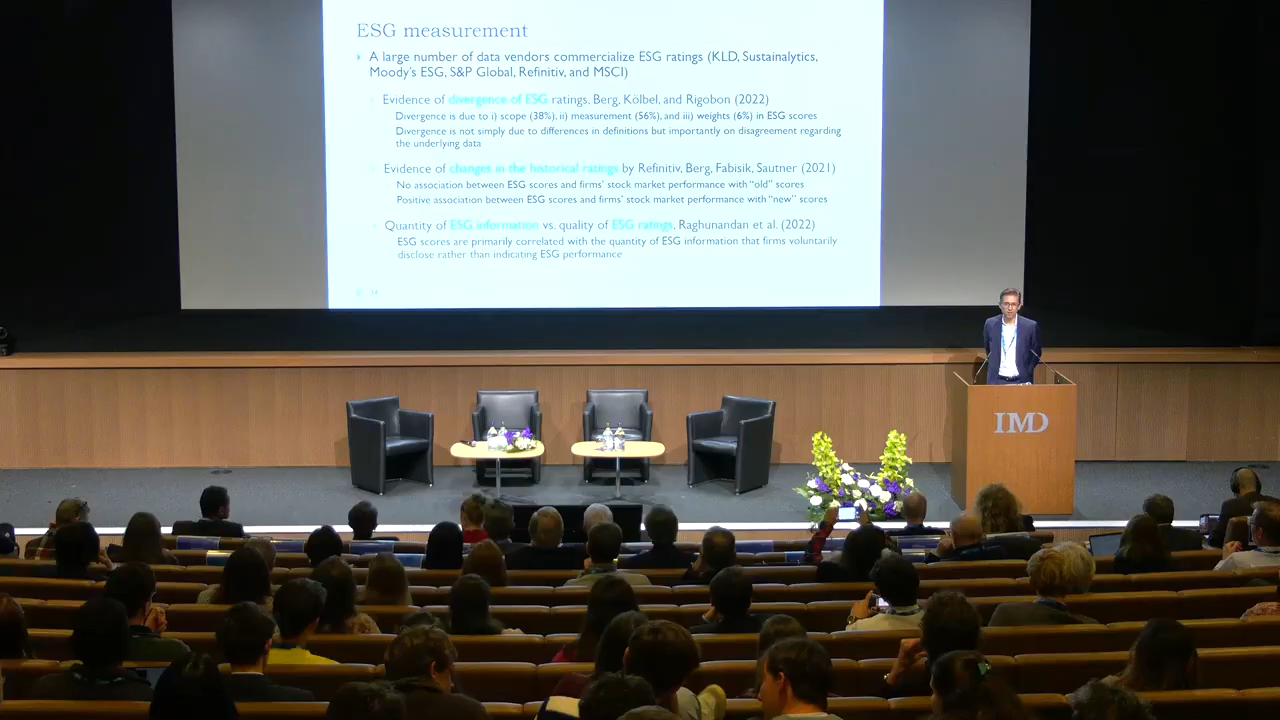 ESG measurement
A large number of data vendors commercialize ESG ratings (KLD, Sustainalytics,
Moody's ESG, S&P Global, Refinitiv, and MSCI)
Evidence of divergence of ESG ratings, Berg, Kölbel, and Rigobon (2022)
Divergence is due to i) scope (38%), ii) measurement (56%), and iii) weights (6%) in ESG scores
Divergence is not simply due to differences in definitions but importantly on disagreement regarding
the underlying data
Evidence of changes in the historical ratings by Refinitiv, Berg, Fabisik, Sautner (2021)
No association between ESG scores and firms' stock market performance with "old" scores
Positive association between ESG scores and firms' stock market performance with "new" scores
Quantity of ESG information vs. quality of ESG ratings, Raghunandan et al. (2022)
ESG scores are primarily correlated with the quantity of ESG information that firms voluntarily
disclose rather than indicating ESG performance
IMD